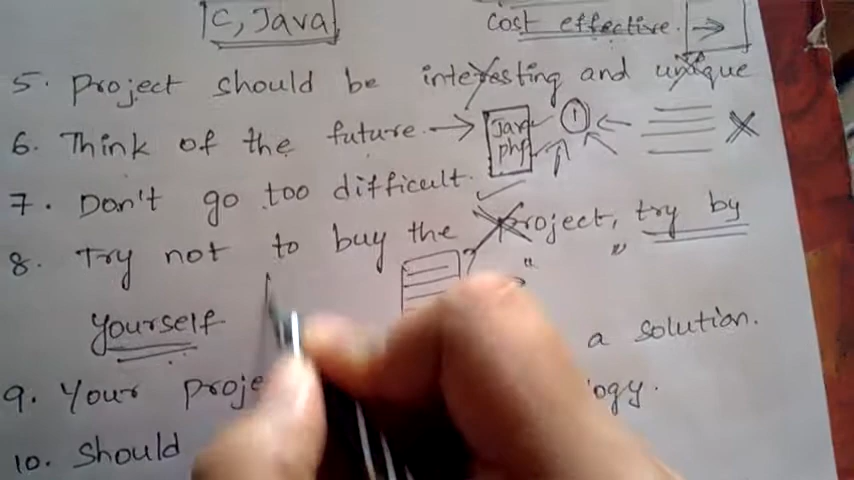 C, Java cost effective
5. Project should be interesting and unique
6. Think of the future Java php 1
7. Don't go too difficult.
8. Try not to buy the Project, try by
yourself a solution.
9. Your proje ogy.
10. Should